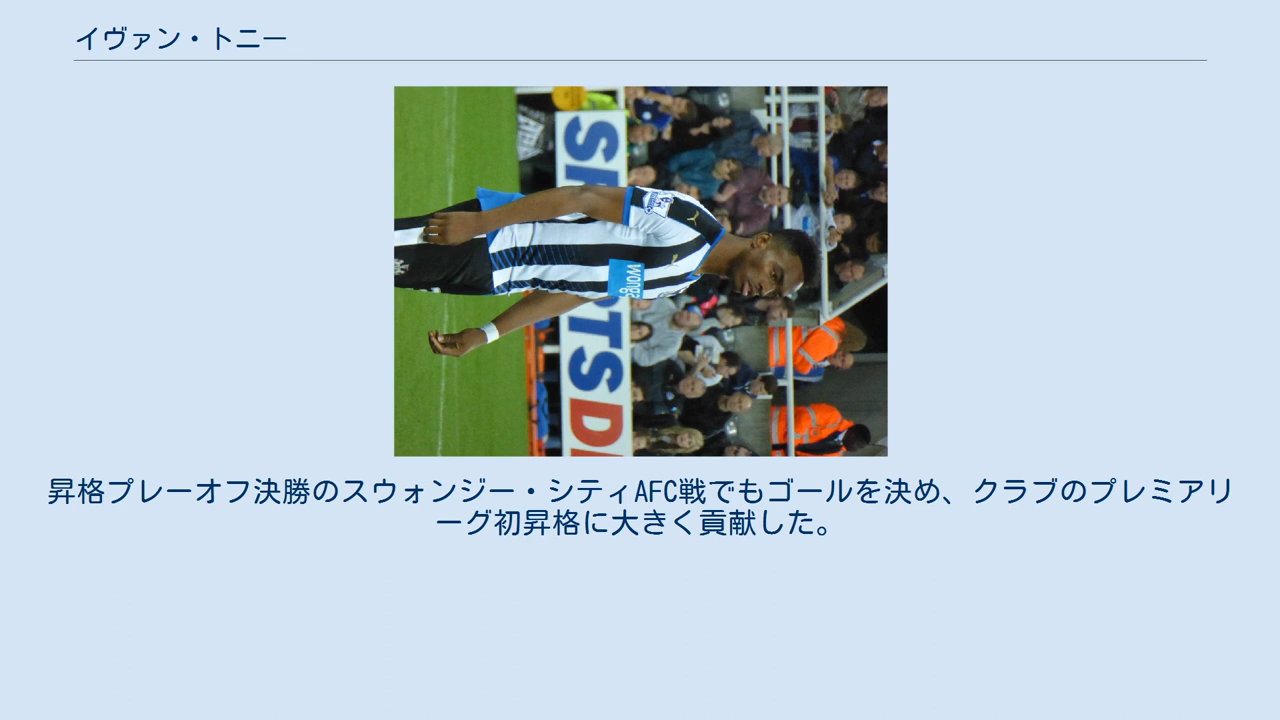 イヴァン・トニー
SPORTS DI
wonga
昇格プレーオフ決勝のスウォンジー・シティAFC戦でもゴールを決め、クラブのプレミアリ
ーグ初昇格に大きく貢献した。